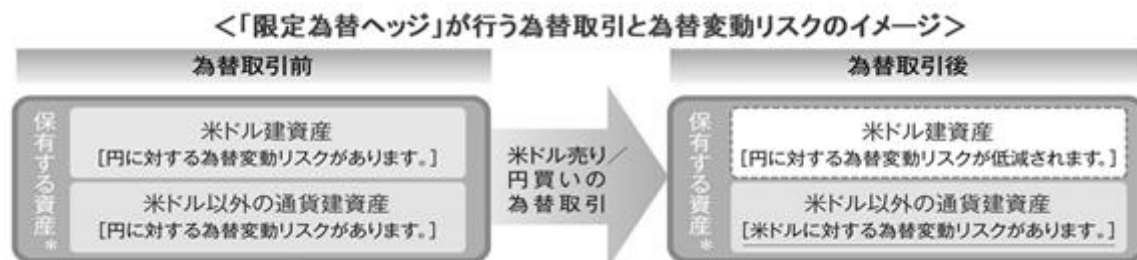 ＜「限定為替ヘッジ」が行う為替取引と為替変動リスクのイメージ＞
為替取引前
保有する資産*
米ドル建資産
[円に対する為替変動リスクがあります。]
米ドル以外の通貨建資産
[円に対する為替変動リスクがあります。]
米ドル売り／
円買いの
為替取引
為替取引後
保有する資産*
米ドル建資産
[円に対する為替変動リスクが低減されます。]
米ドル以外の通貨建資産
[米ドルに対する為替変動リスクがあります。]